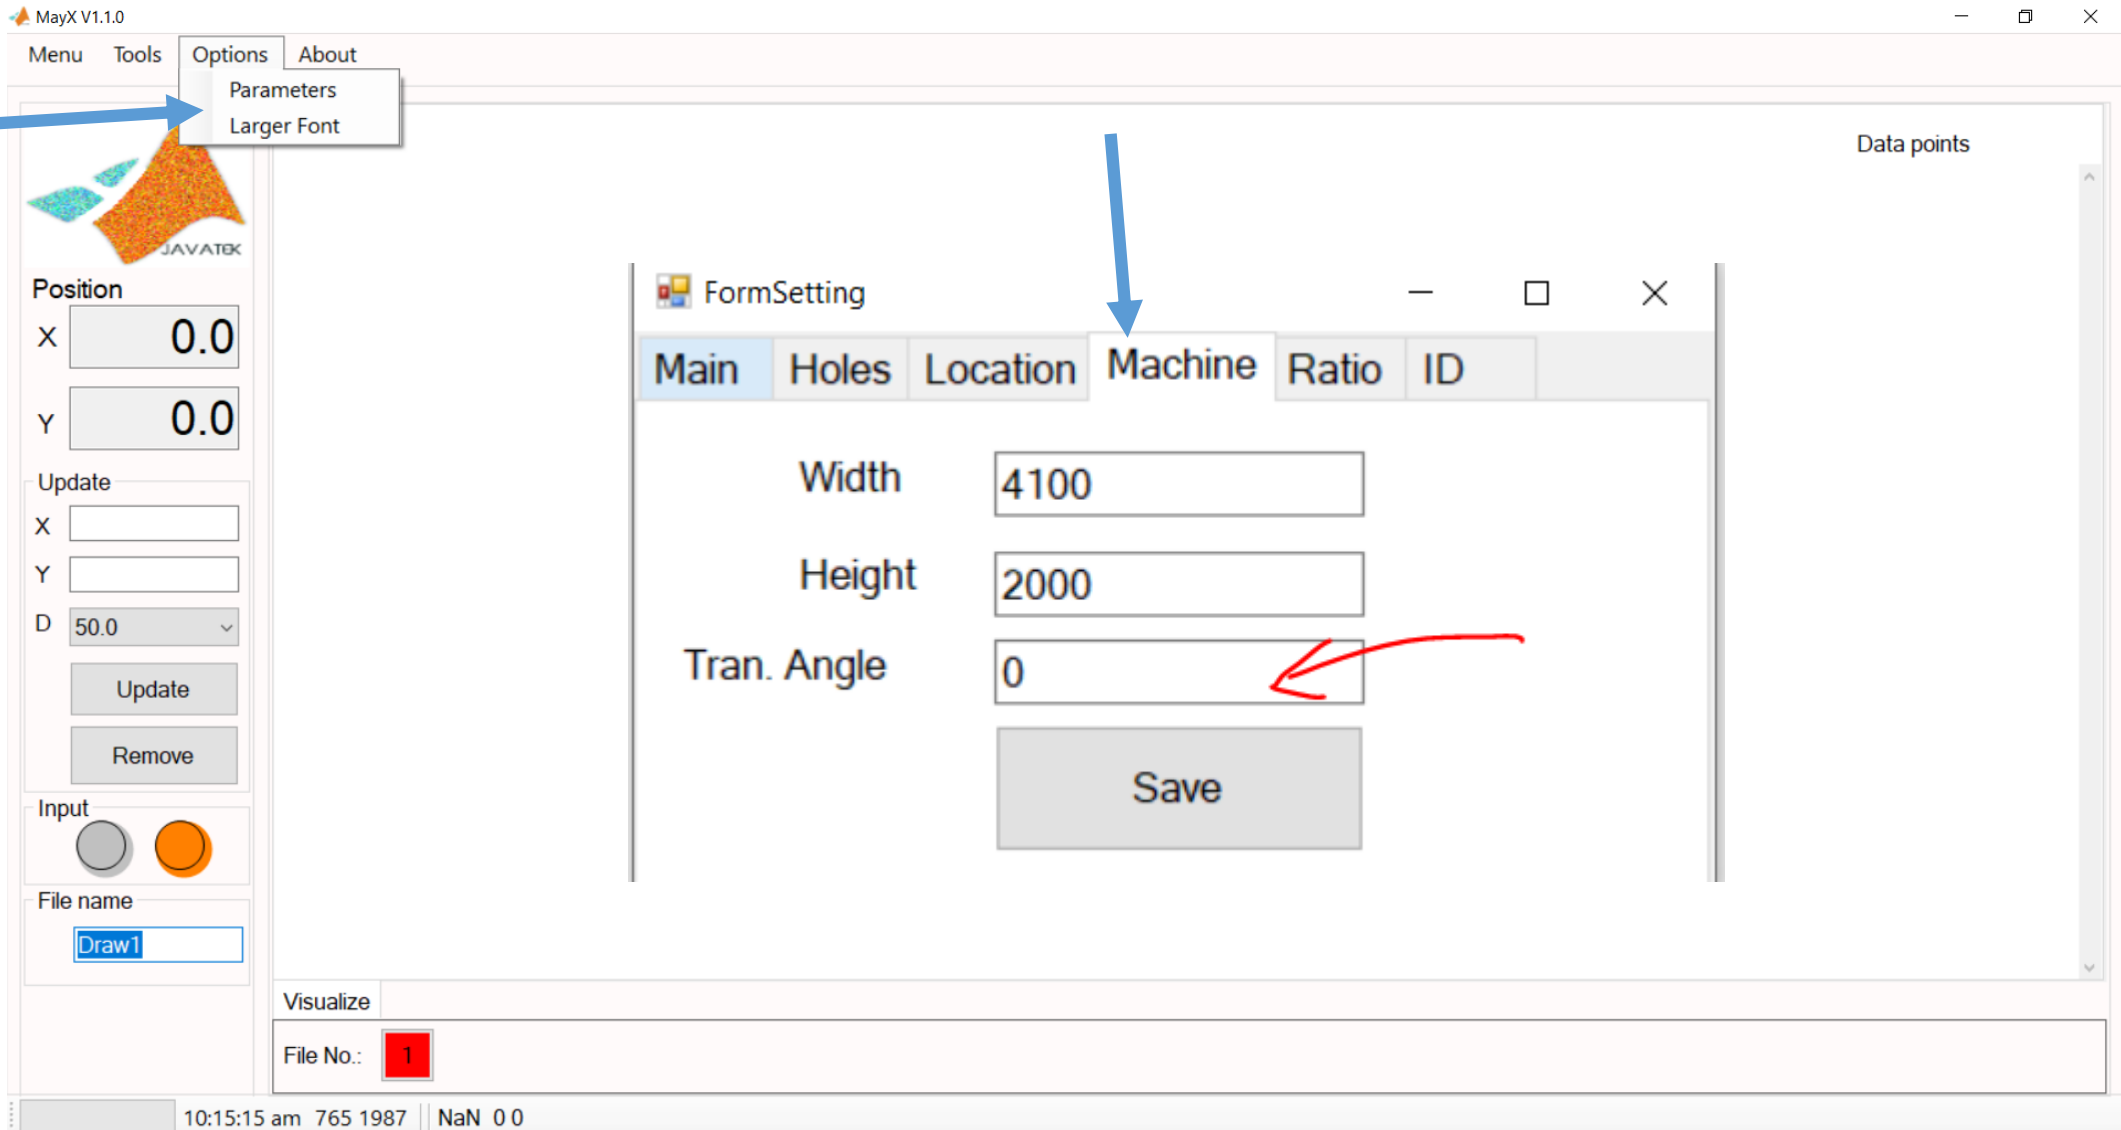 MayX V1.1.0
Menu Tools Options About
Parameters
Larger Font
JAVATEK
Data points
Position
X 0.0
Y 0.0
Update
X
Y
D 50.0
Update
Remove
Input
File name
Draw1
FormSetting
Main Holes Location Machine Ratio ID
Width 4100
Height 2000
Tran. Angle 0
Save
Visualize
File No.: 1
10:15:15 am 765 1987 NaN 0 0